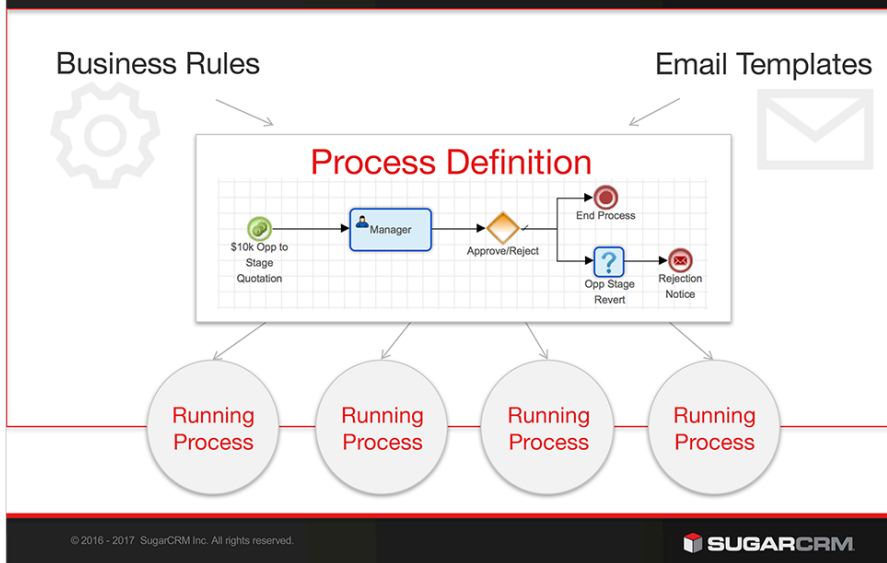 Business Rules
Email Templates
Process Definition
$10k Opp to
Stage
Quotation
Manager
Approve/Reject
End Process
Opp Stage
Revert
Rejection
Notice
Running
Process
Running
Process
Running
Process
Running
Process
© 2016 - 2017 SugarCRM Inc. All rights reserved.
SUGARCRM